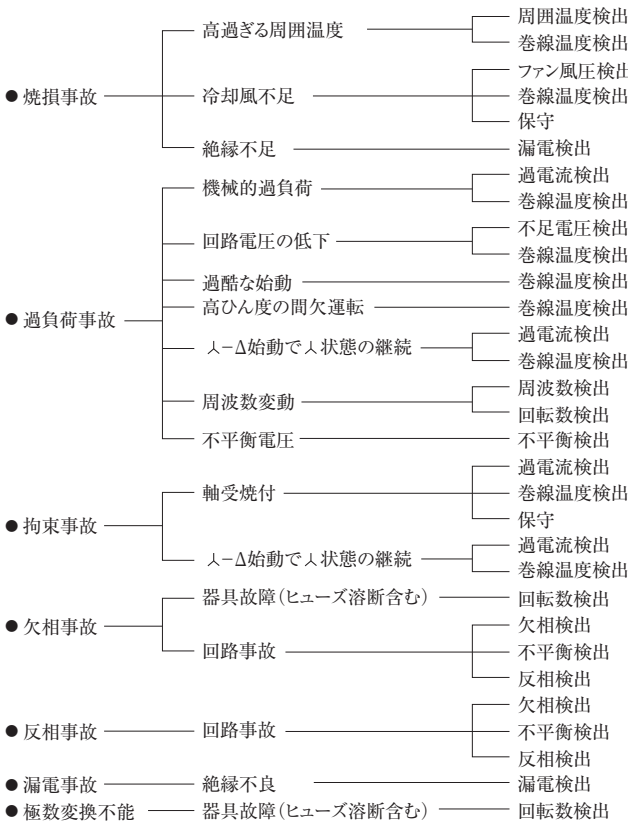 周囲温度検出
高過ぎる周囲温度
巻線温度検出
ファン風圧検出
● 焼損事故 冷却風不足 巻線温度検出
保守
絶縁不足 漏電検出
過電流検出
機械的過負荷
巻線温度検出
不足電圧検出
回路電圧の低下
巻線温度検出
過酷な始動 巻線温度検出
高ひん度の間欠運転 巻線温度検出
● 過負荷事故
過電流検出
人−Δ始動で人状態の継続
巻線温度検出
周波数検出
周波数変動
回転数検出
不平衡電圧 不平衡検出
過電流検出
軸受焼付 巻線温度検出
保守
● 拘束事故
過電流検出
人−Δ始動で人状態の継続
巻線温度検出
器具故障(ヒューズ溶断含む) 回転数検出
● 欠相事故
欠相検出
回路事故 不平衡検出
反相検出
欠相検出
● 反相事故 回路事故 不平衡検出
反相検出
● 漏電事故 絶縁不良 漏電検出
● 極数変換不能 器具故障(ヒューズ溶断含む) 回転数検出